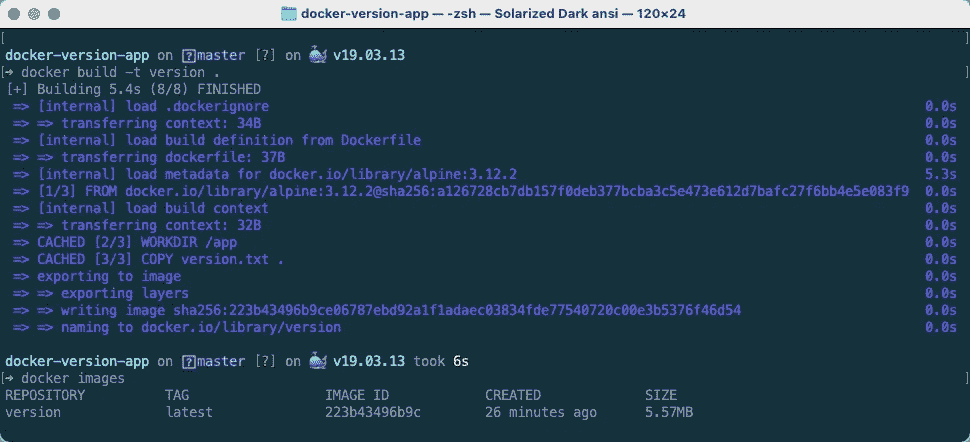 docker-version-app — -zsh — Solarized Dark ansi — 120×24
[ ]
docker-version-app on ⍰master [?] on 🐳 v19.03.13
[→ docker build -t version . ]
[+] Building 5.4s (8/8) FINISHED
=> [internal] load .dockerignore 0.0s
=> => transferring context: 34B 0.0s
=> [internal] load build definition from Dockerfile 0.0s
=> => transferring dockerfile: 37B 0.0s
=> [internal] load metadata for docker.io/library/alpine:3.12.2 5.3s
=> [1/3] FROM docker.io/library/alpine:3.12.2@sha256:a126728cb7db157f0deb377bcba3c5e473e612d7bafc27f6bb4e5e083f9 0.0s
=> [internal] load build context 0.0s
=> => transferring context: 32B 0.0s
=> CACHED [2/3] WORKDIR /app 0.0s
=> CACHED [3/3] COPY version.txt . 0.0s
=> exporting to image 0.0s
=> => exporting layers 0.0s
=> => writing image sha256:223b43496b9ce06787ebd92a1f1adaec03834fde77540720c00e3b5376f46d54 0.0s
=> => naming to docker.io/library/version 0.0s
docker-version-app on ⍰master [?] on 🐳 v19.03.13 took 6s
[→ docker images ]
REPOSITORY TAG IMAGE ID CREATED SIZE
version latest 223b43496b9c 26 minutes ago 5.57MB